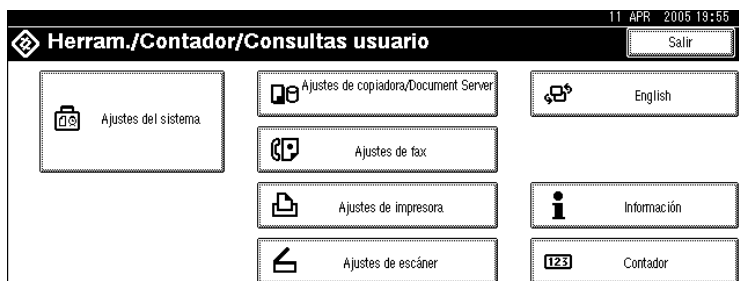 11 APR 2005 19:55
Herram./Contador/Consultas usuario
Salir
Ajustes del sistema
Ajustes de copiadora/Document Server
Ajustes de fax
Ajustes de impresora
Ajustes de escáner
English
Información
123
Contador